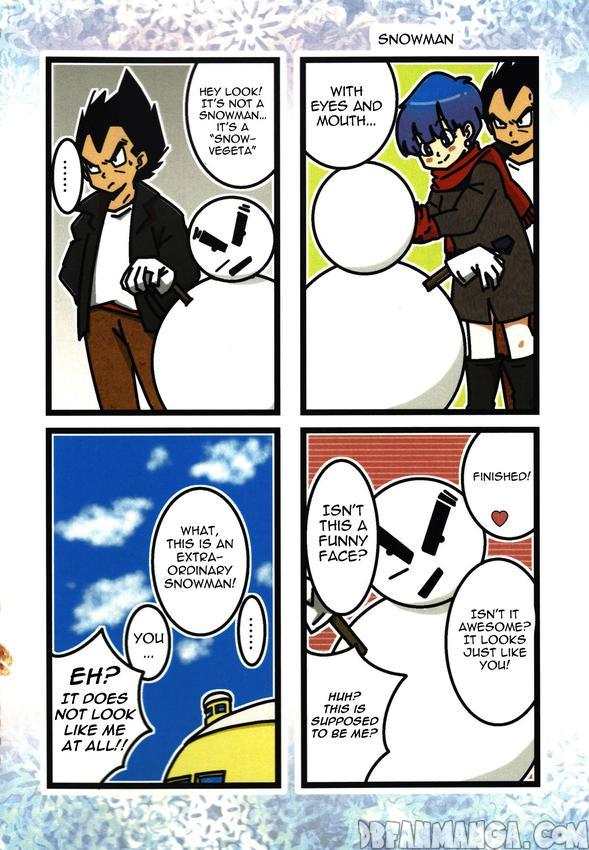 SNOWMAN
WITH
EYES AND
MOUTH...
HEY LOOK!
IT'S NOT A
SNOWMAN...
IT'S A
"SNOW-
VEGETA"
......
FINISHED!
ISN'T
THIS A
FUNNY
FACE?
ISN'T IT
AWESOME?
IT LOOKS
JUST LIKE
YOU!
HUH?
THIS IS
SUPPOSED
TO BE ME?
......
WHAT,
THIS IS AN
EXTRA-
ORDINARY
SNOWMAN!
YOU
...
EH?
IT DOES
NOT LOOK
LIKE ME
AT ALL!!
DBFANMANGA.COM